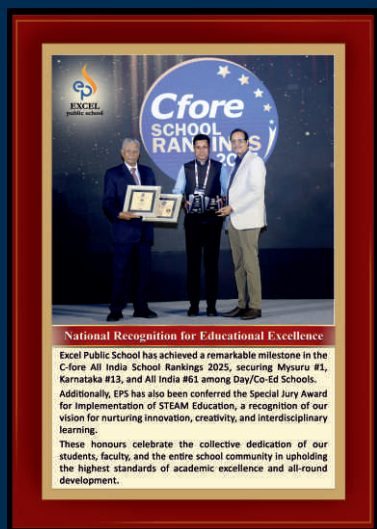 ep
EXCEL
public school
Cfore
SCHOOL
RANKINGS
National Recognition for Educational Excellence
Excel Public School has achieved a remarkable milestone in the
C-fore All India School Rankings 2025, securing Mysuru #1,
Karnataka #13, and All India #61 among Day/Co-Ed Schools.
Additionally, EPS has also been conferred the Special Jury Award
for Implementation of STEAM Education, a recognition of our
vision for nurturing innovation, creativity, and interdisciplinary
learning.
These honours celebrate the collective dedication of our
students, faculty, and the entire school community in upholding
the highest standards of academic excellence and all-round
development.